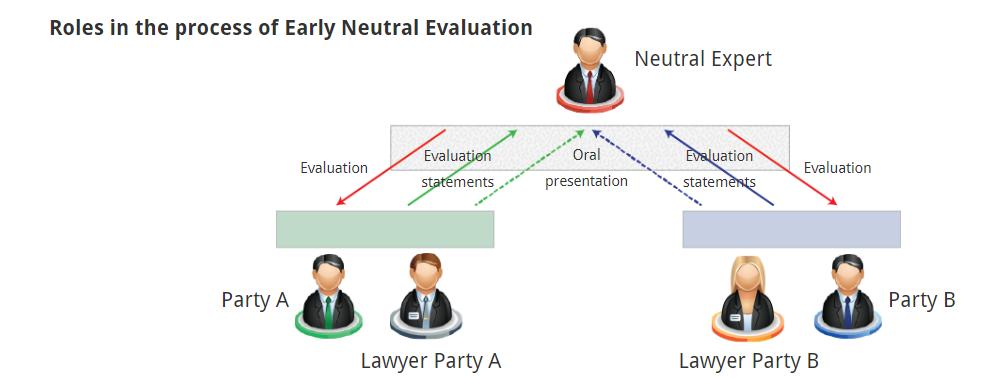 Roles in the process of Early Neutral Evaluation
Neutral Expert
Evaluation
Evaluation
statements
Oral
presentation
Evaluation
statements
Evaluation
Party A
Party B
Lawyer Party A
Lawyer Party B